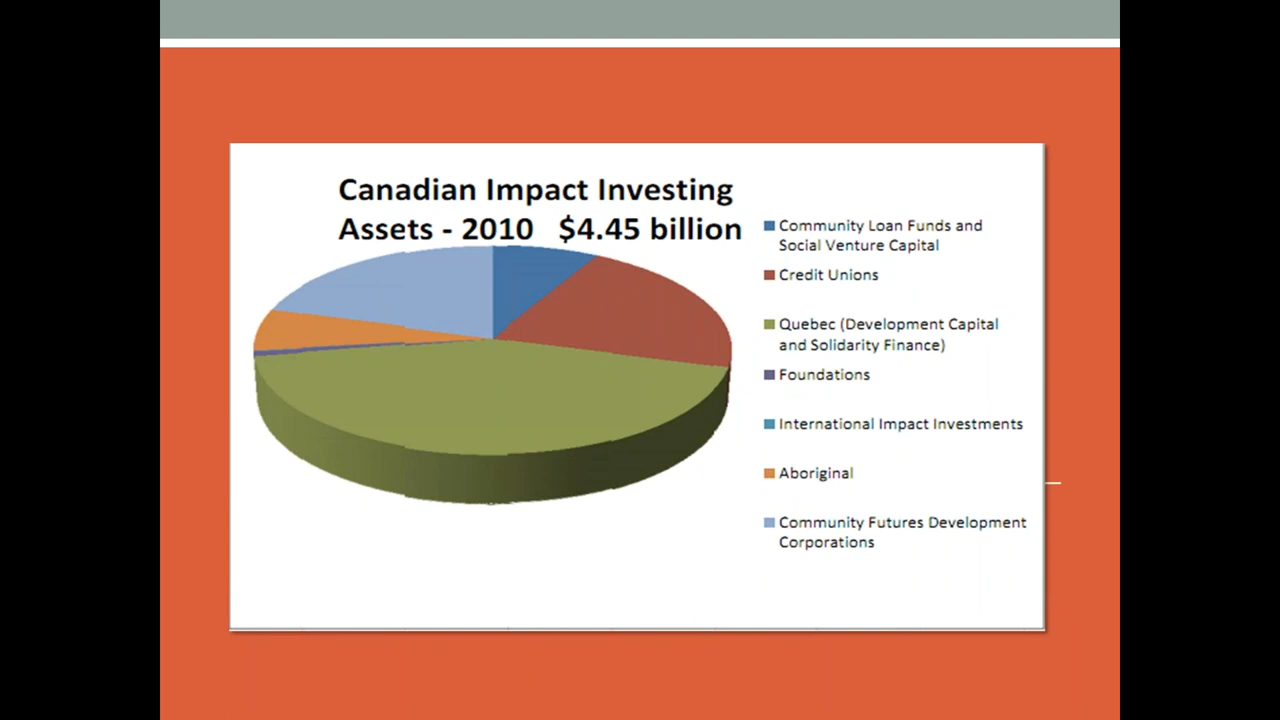 Canadian Impact Investing
Assets - 2010 $4.45 billion
Community Loan Funds and
Social Venture Capital
Credit Unions
Quebec (Development Capital
and Solidarity Finance)
Foundations
International Impact Investments
Aboriginal
Community Futures Development
Corporations